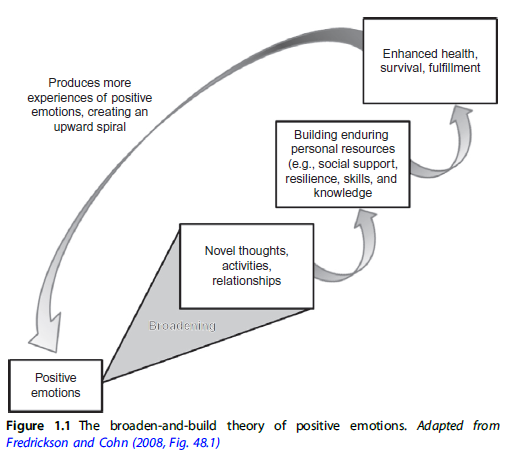 Enhanced health,
survival, fulfillment
Produces more
experiences of positive
emotions, creating an
upward spiral
Building enduring
personal resources
(e.g., social support,
resilience, skills, and
knowledge
Novel thoughts,
activities,
relationships
Broadening
Positive
emotions
Figure 1.1 The broaden-and-build theory of positive emotions. Adapted from
Fredrickson and Cohn (2008, Fig. 48.1)